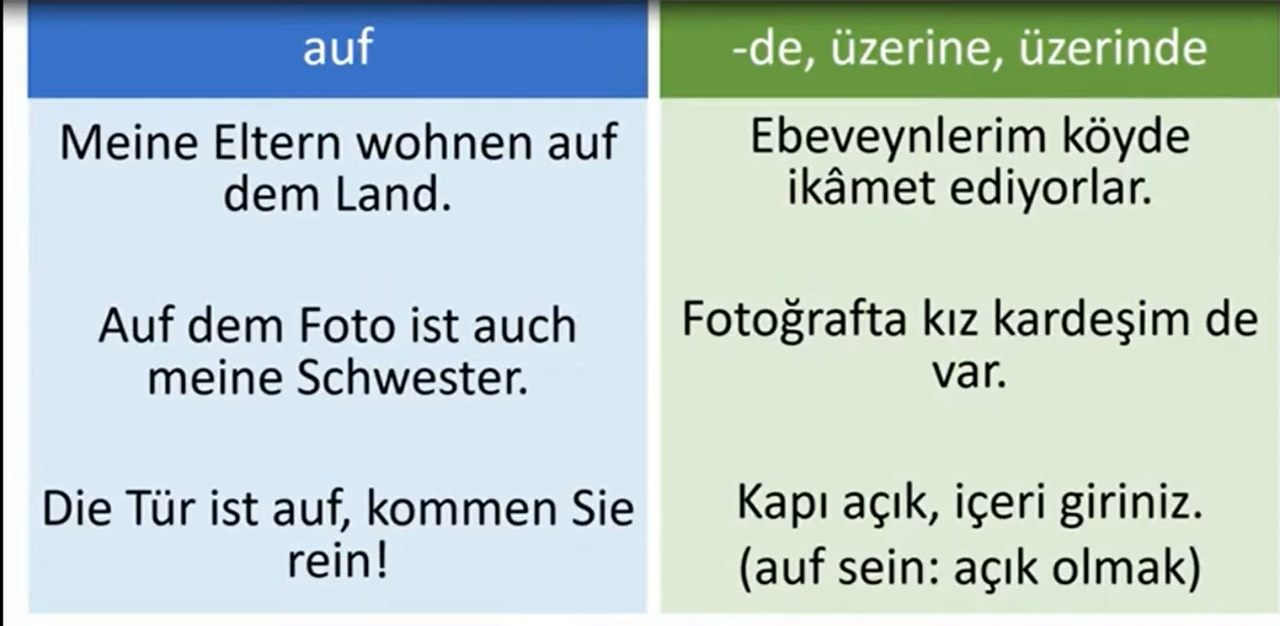 auf
-de, üzerine, üzerinde
Meine Eltern wohnen auf
dem Land.
Ebeveynlerim köyde
ikâmet ediyorlar.
Auf dem Foto ist auch
meine Schwester.
Fotoğrafta kız kardeşim de
var.
Die Tür ist auf, kommen Sie
rein!
Kapı açık, içeri giriniz.
(auf sein: açık olmak)